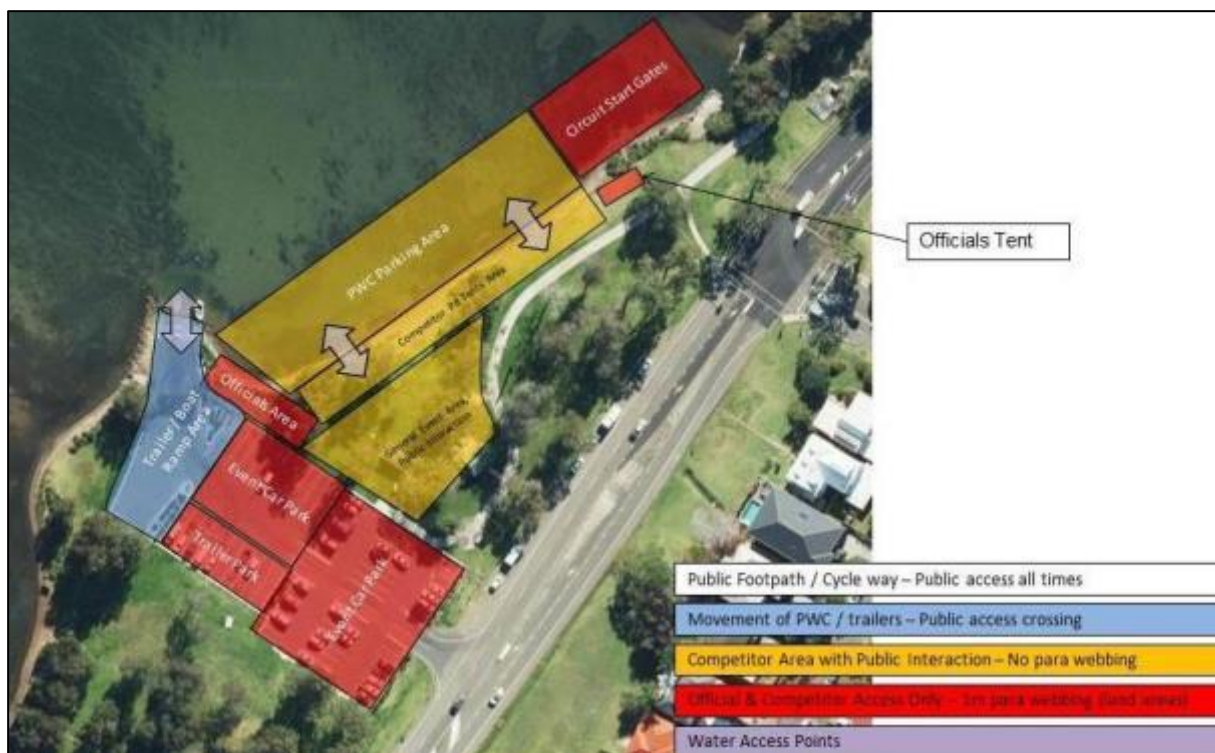 Circuit Start Gates
PWC Parking Area
Officials Tent
Competitor Pit Tents Area
Officials Area
Trailer / Boat
Ramp Area
General Event Area,
Public Interaction
Event Car Park
Trailer Park
Event Car Park
Public Footpath / Cycle way – Public access all times
Movement of PWC / trailers – Public access crossing
Competitor Area with Public Interaction – No para webbing
Official & Competitor Access Only – 1m para webbing (land areas)
Water Access Points